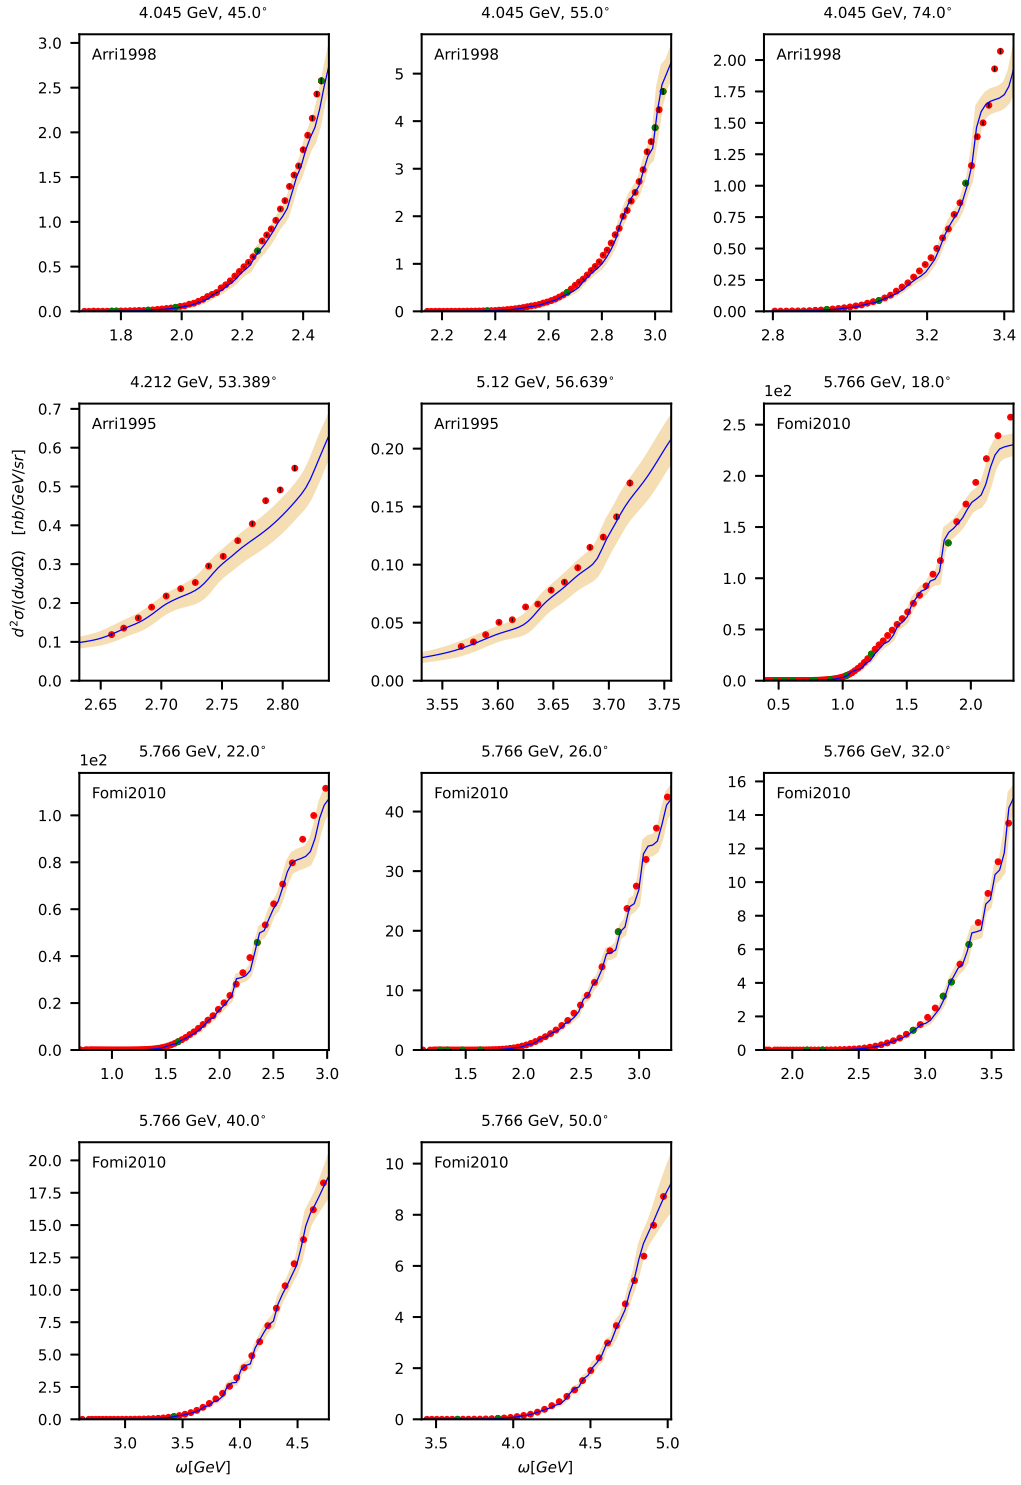 4.045 GeV, 45.0°
4.045 GeV, 55.0°
4.045 GeV, 74.0°
Arri1998
3.0
2.5
2.0
1.5
1.0
0.5
0.0
1.8 2.0 2.2 2.4
Arri1998
5
4
3
2
1
0
2.2 2.4 2.6 2.8 3.0
Arri1998
2.00
1.75
1.50
1.25
1.00
0.75
0.50
0.25
0.00
2.8 3.0 3.2 3.4
4.212 GeV, 53.389°
5.12 GeV, 56.639°
5.766 GeV, 18.0°
d²σ/(dωdΩ) [nb/GeV/sr]
Arri1995
0.7
0.6
0.5
0.4
0.3
0.2
0.1
0.0
2.65 2.70 2.75 2.80
Arri1995
0.20
0.15
0.10
0.05
0.00
3.55 3.60 3.65 3.70 3.75
1e2
Fomi2010
2.5
2.0
1.5
1.0
0.5
0.0
0.5 1.0 1.5 2.0
5.766 GeV, 22.0°
5.766 GeV, 26.0°
5.766 GeV, 32.0°
1e2
Fomi2010
1.0
0.8
0.6
0.4
0.2
0.0
1.0 1.5 2.0 2.5 3.0
Fomi2010
40
30
20
10
0
1.5 2.0 2.5 3.0
Fomi2010
16
14
12
10
8
6
4
2
0
2.0 2.5 3.0 3.5
5.766 GeV, 40.0°
5.766 GeV, 50.0°
Fomi2010
20.0
17.5
15.0
12.5
10.0
7.5
5.0
2.5
0.0
3.0 3.5 4.0 4.5
ω[GeV]
Fomi2010
10
8
6
4
2
0
3.5 4.0 4.5 5.0
ω[GeV]